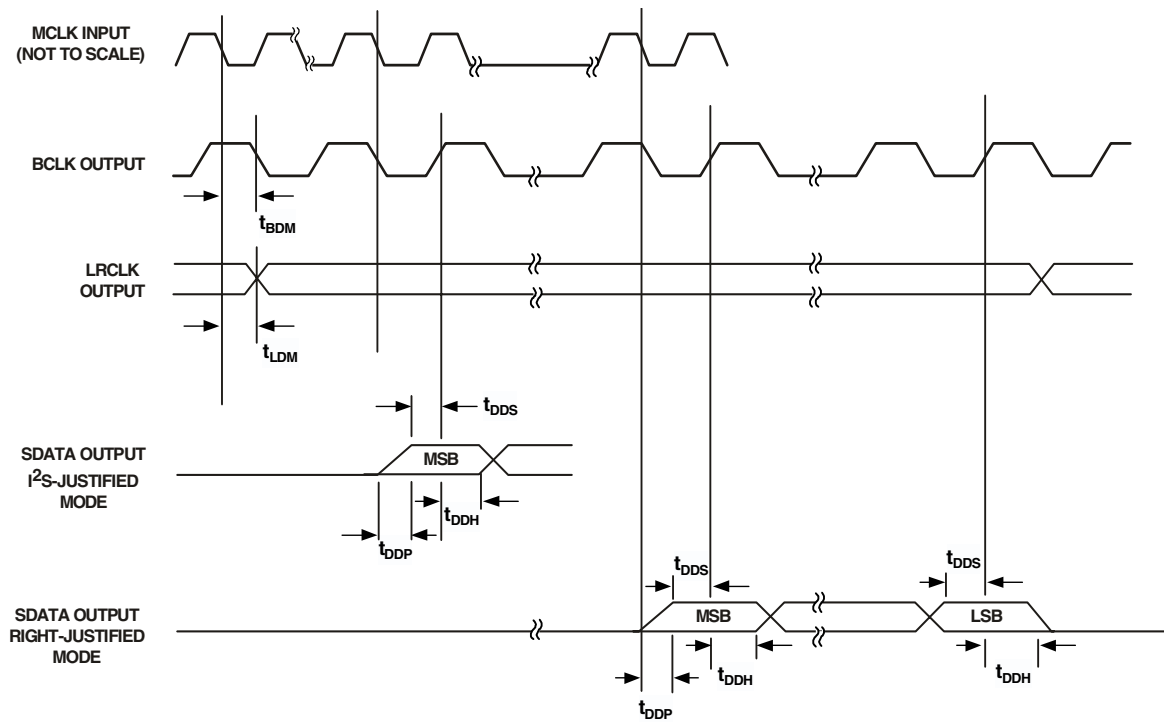 MCLK INPUT
(NOT TO SCALE)
BCLK OUTPUT
tBDM
LRCLK
OUTPUT
tLDM
tDDS
SDATA OUTPUT
I2S-JUSTIFIED
MODE
MSB
tDDH
tDDP
tDDS
tDDS
SDATA OUTPUT
RIGHT-JUSTIFIED
MODE
MSB
LSB
tDDH
tDDH
tDDP